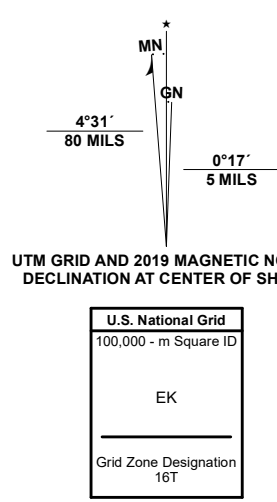 MN
GN
4°31´
80 MILS
0°17´
5 MILS
UTM GRID AND 2019 MAGNETIC NO
DECLINATION AT CENTER OF SH
U.S. National Grid
100,000 - m Square ID
EK
Grid Zone Designation
16T